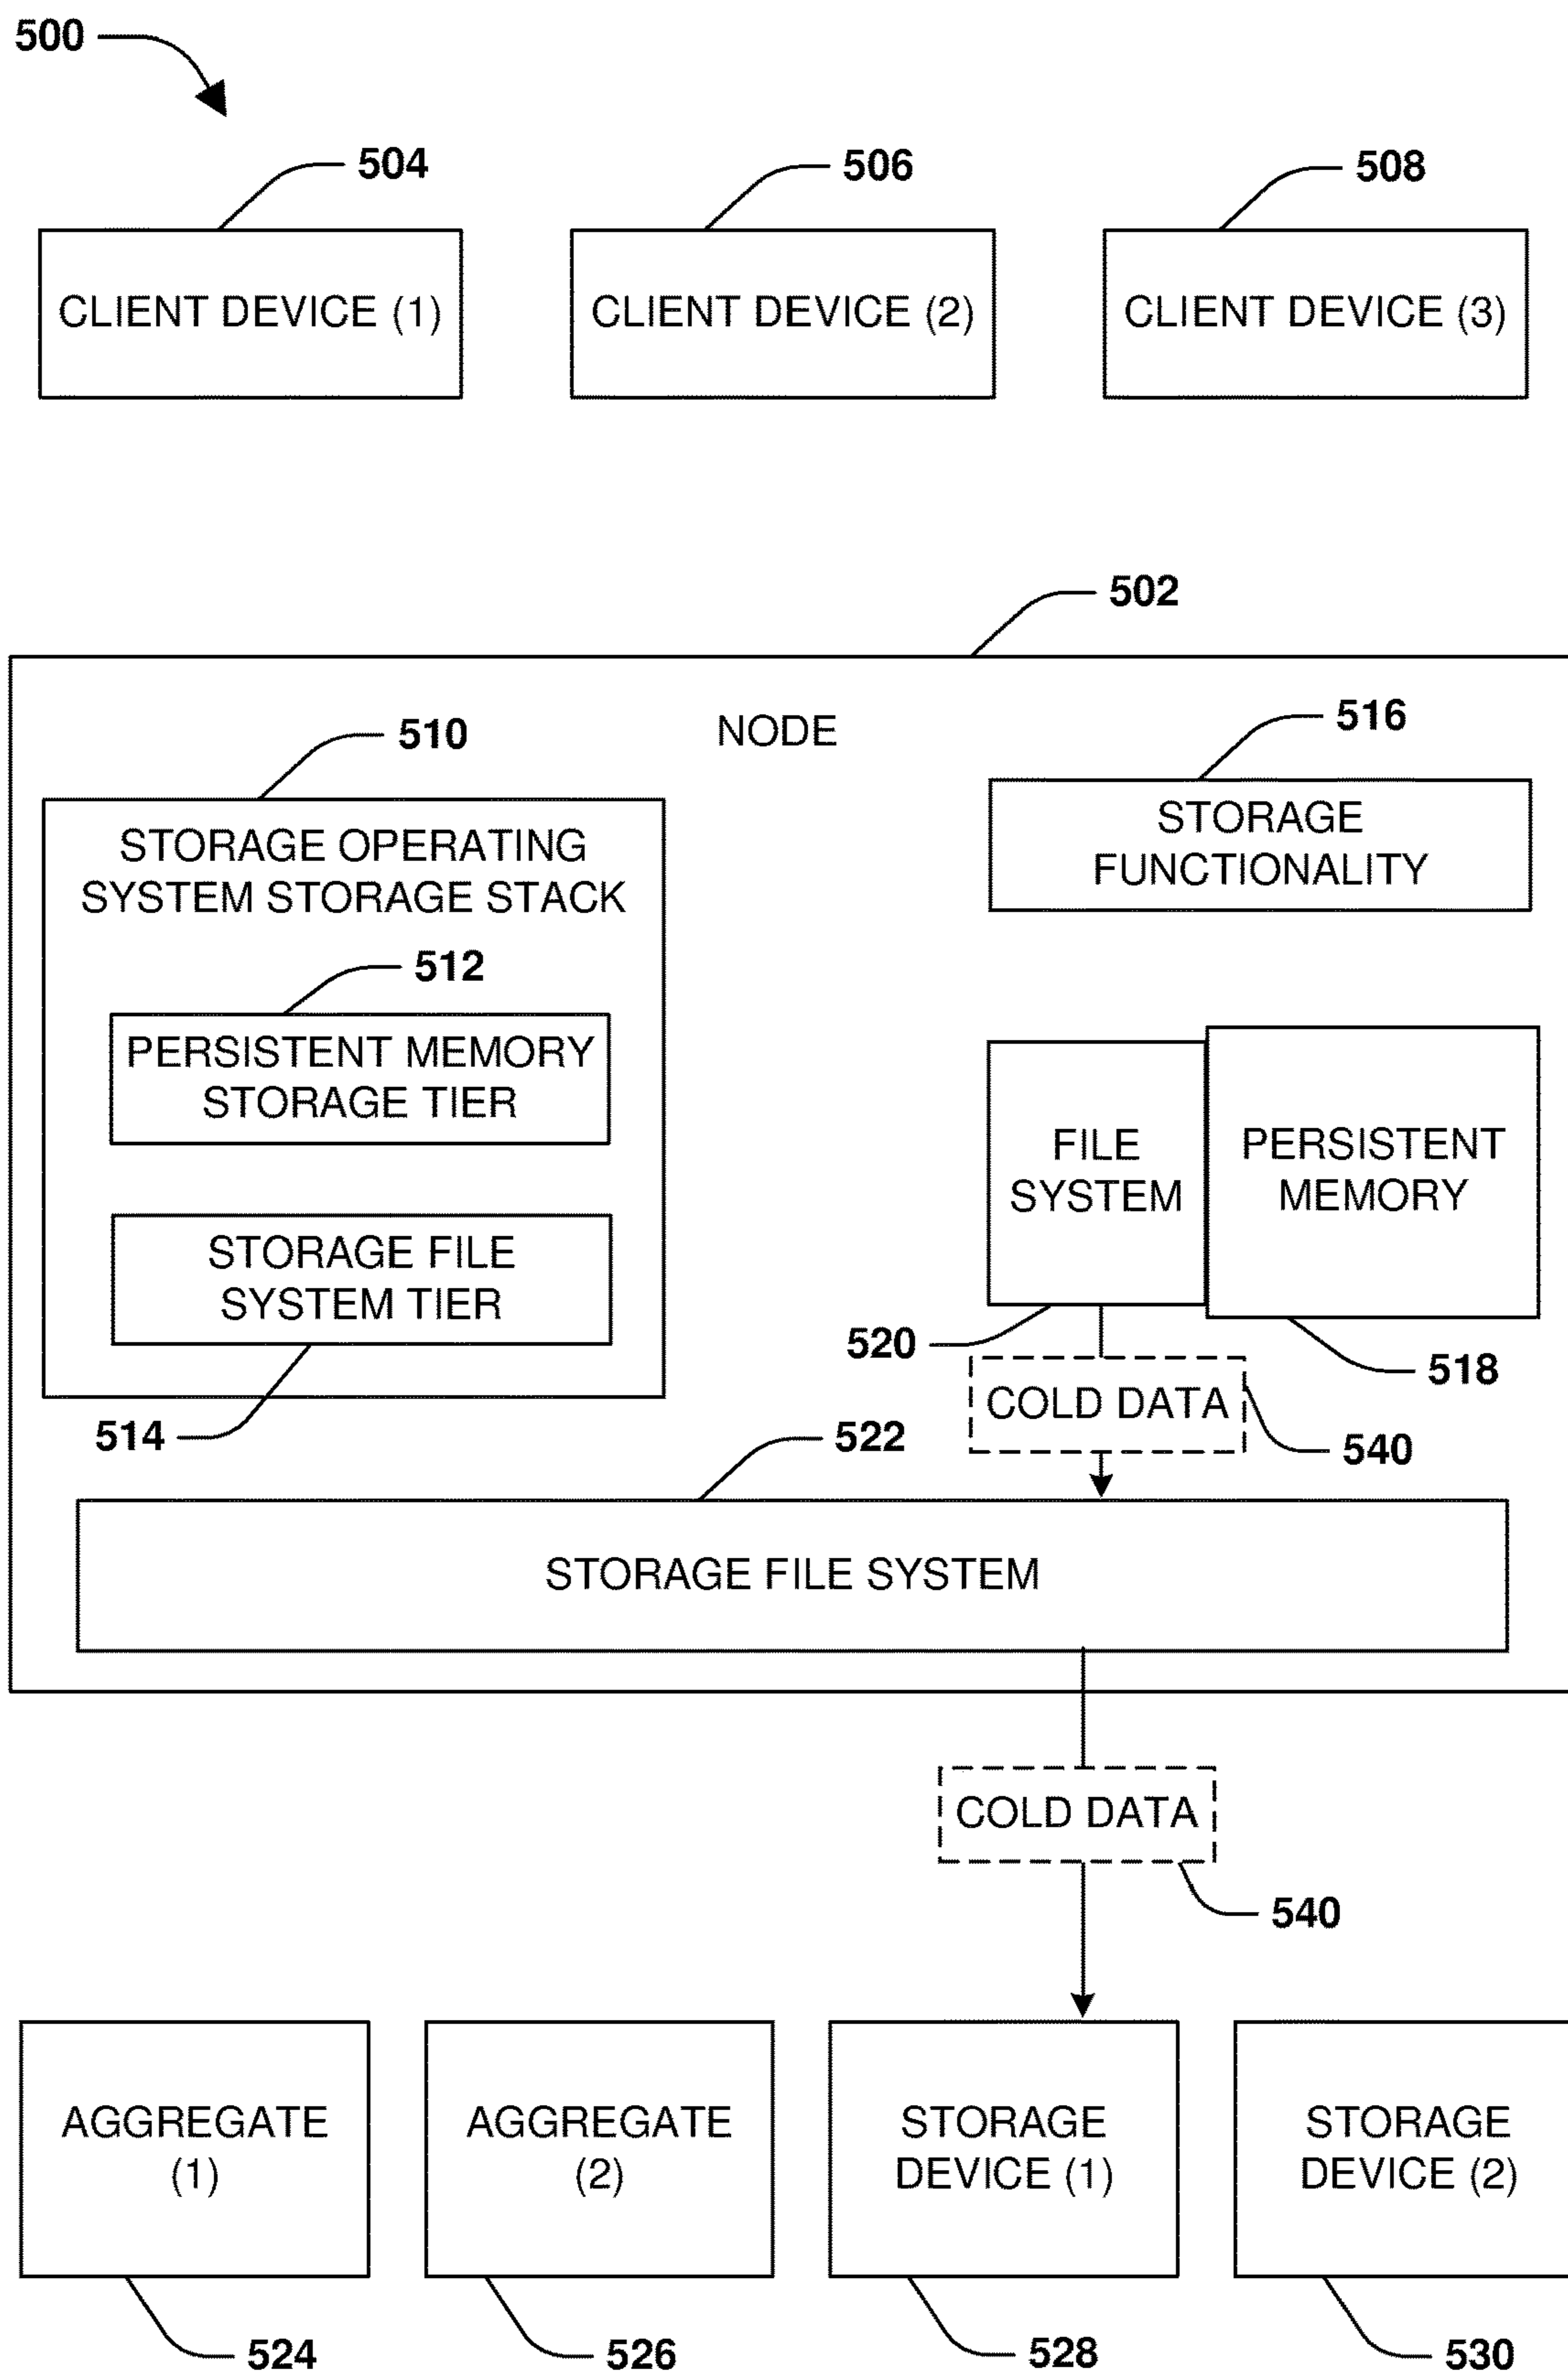 500
504
506
508
CLIENT DEVICE (1)
CLIENT DEVICE (2)
CLIENT DEVICE (3)
502
NODE
510
516
STORAGE OPERATING
SYSTEM STORAGE STACK
STORAGE
FUNCTIONALITY
512
PERSISTENT MEMORY
STORAGE TIER
FILE
SYSTEM
PERSISTENT
MEMORY
STORAGE FILE
SYSTEM TIER
520
518
COLD DATA
514
522
540
STORAGE FILE SYSTEM
COLD DATA
540
AGGREGATE
(1)
AGGREGATE
(2)
STORAGE
DEVICE (1)
STORAGE
DEVICE (2)
524
526
528
530